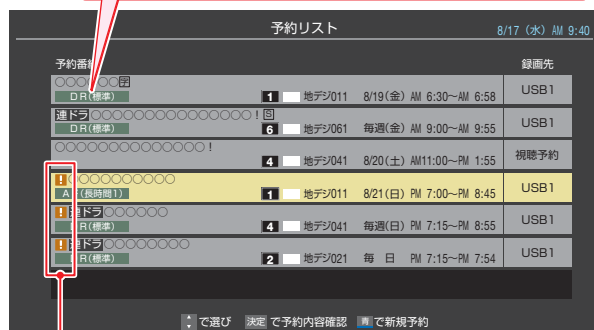 予約リスト
8/17 (水) AM 9:40
予約番組
録画先
○○○○○○字
DR(標準)
1 地デジ011 8/19(金) AM 6:30～AM 6:58
USB1
連ドラ○○○○○○○○○○○○○○○!S
DR(標準)
6 地デジ061 毎週(金) AM 9:00～AM 9:55
USB1
○○○○○○○○○○○○○○!
4 地デジ041 8/20(土) AM11:00～PM 1:55
視聴予約
!○○○○○○○○○○
(長時間1)
1 地デジ011 8/21(日) PM 7:00～PM 8:45
USB1
!連ドラ○○○○○○
R(標準)
4 地デジ041 毎週(日) PM 7:15～PM 8:55
USB1
!連ドラ○○○○○○○○
R(標準)
2 地デジ021 毎 日 PM 7:15～PM 7:54
USB1
で選び 決定 で予約内容確認 青 で新規予約